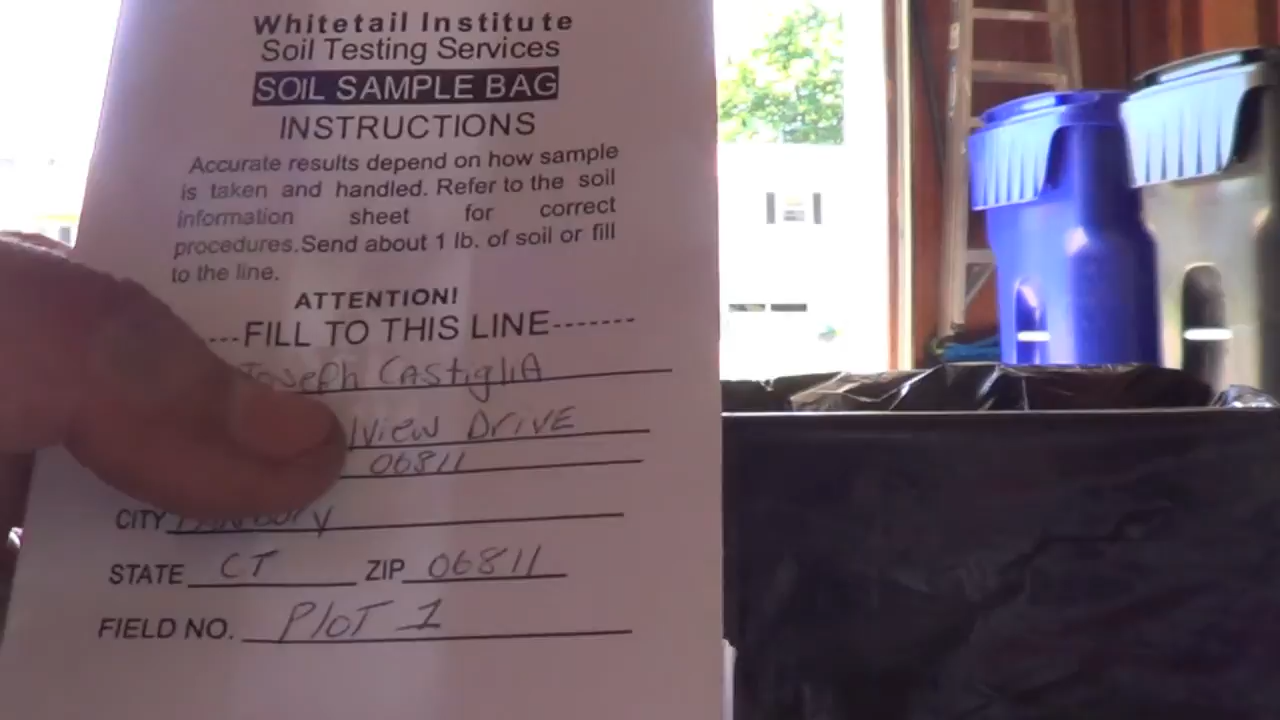 Whitetail Institute
Soil Testing Services
SOIL SAMPLE BAG
INSTRUCTIONS
Accurate results depend on how sample
is taken and handled. Refer to the soil
information sheet for correct
procedures.Send about 1 lb. of soil or fill
to the line.
ATTENTION!
---FILL TO THIS LINE-------
Joseph CastigliA
lview Drive
06811
CITY
STATE CT ZIP 06811
FIELD NO. Plot 1